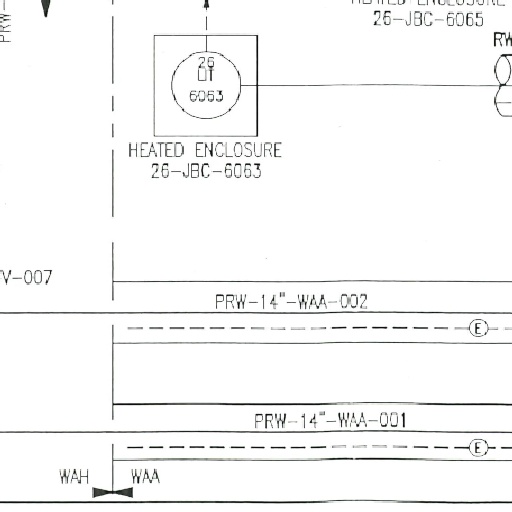 PRW-
HEATED ENCLOSURE
26-JBC-6065
RW
26
DT
6063
HEATED ENCLOSURE
26-JBC-6063
V-007
PRW-14"-WAA-002
E
PRW-14"-WAA-001
E
WAH WAA